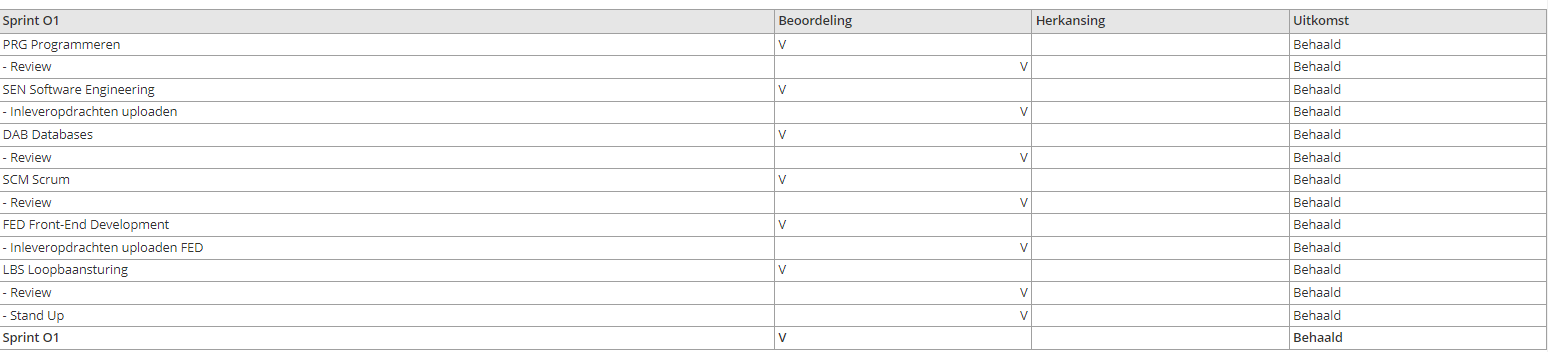 Sprint O1 Beoordeling Herkansing Uitkomst
PRG Programmeren V Behaald
- Review V Behaald
SEN Software Engineering V Behaald
- Inleveropdrachten uploaden V Behaald
DAB Databases V Behaald
- Review V Behaald
SCM Scrum V Behaald
- Review V Behaald
FED Front-End Development V Behaald
- Inleveropdrachten uploaden FED V Behaald
LBS Loopbaansturing V Behaald
- Review V Behaald
- Stand Up V Behaald
Sprint O1 V Behaald